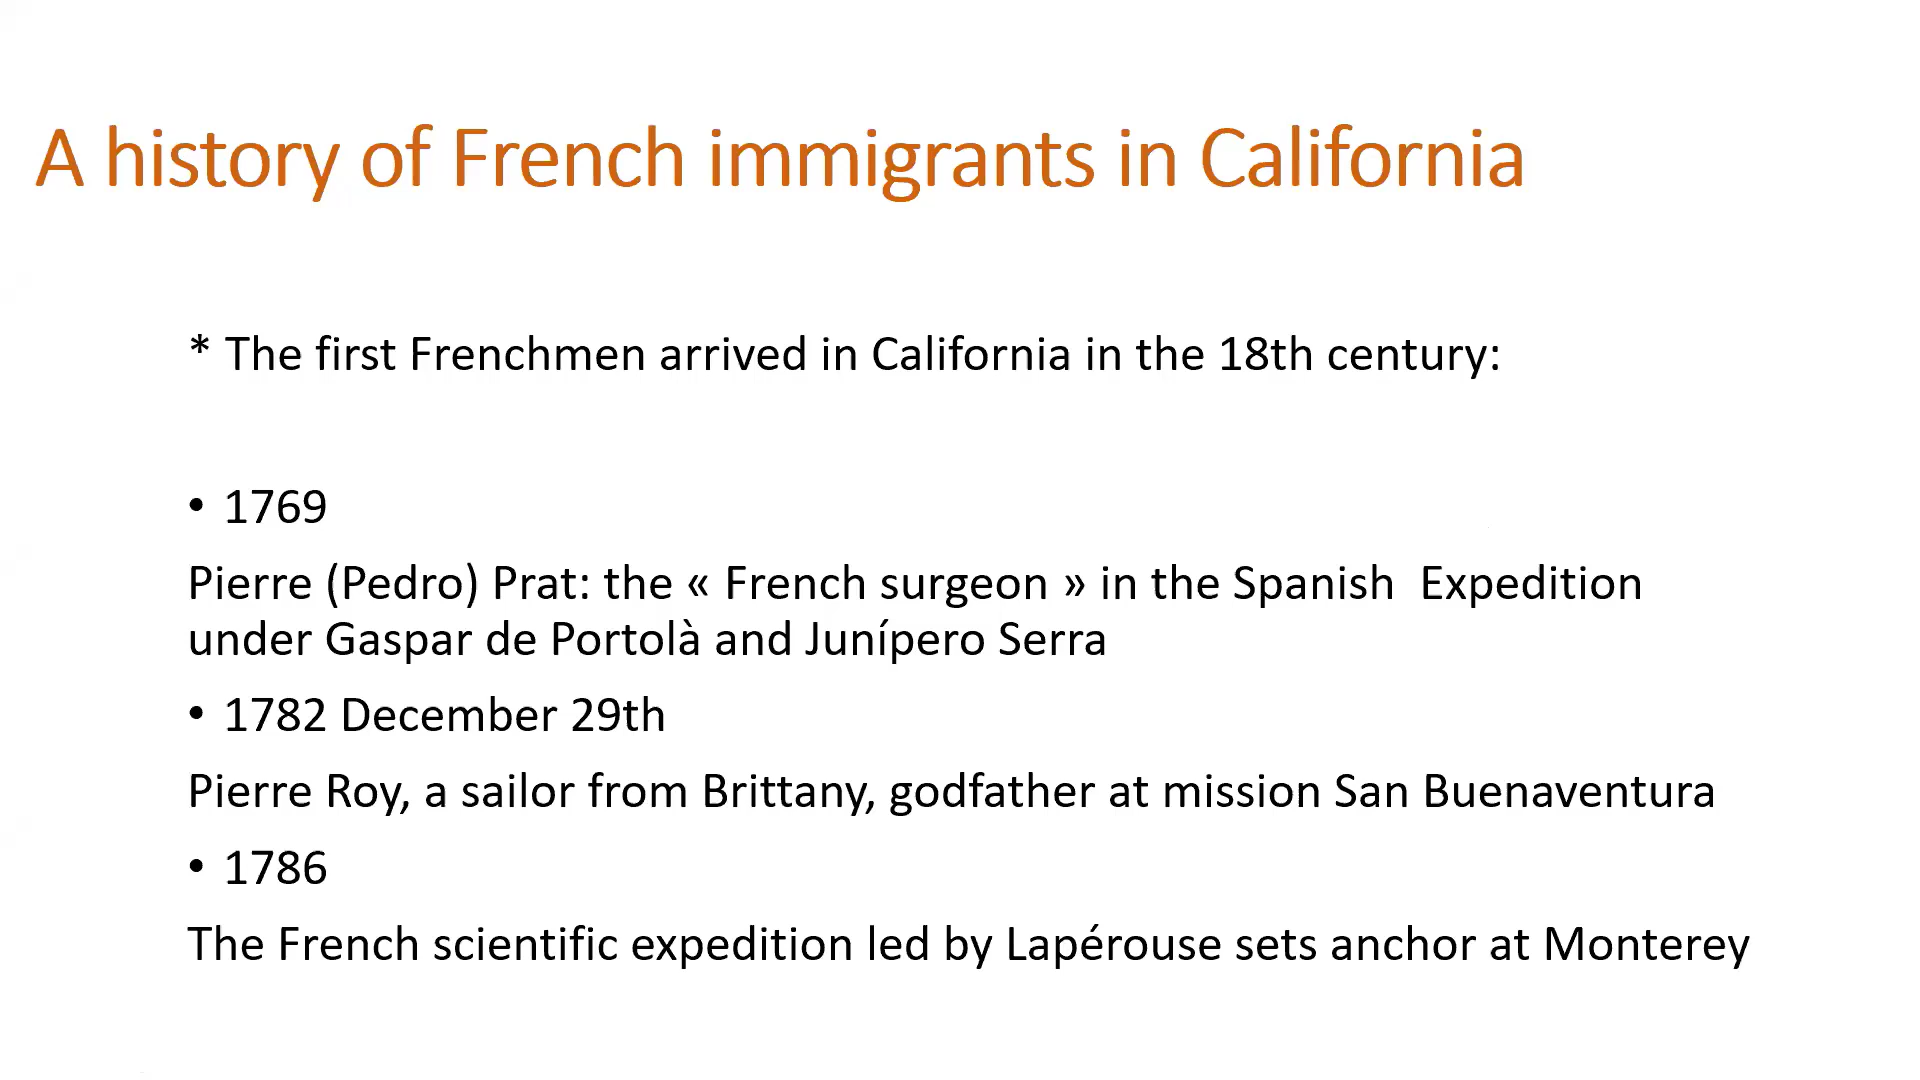 A history of French immigrants in California
* The first Frenchmen arrived in California in the 18th century:
• 1769
Pierre (Pedro) Prat: the « French surgeon » in the Spanish  Expedition
under Gaspar de Portolà and Junípero Serra
• 1782 December 29th
Pierre Roy, a sailor from Brittany, godfather at mission San Buenaventura
• 1786
The French scientific expedition led by Lapérouse sets anchor at Monterey